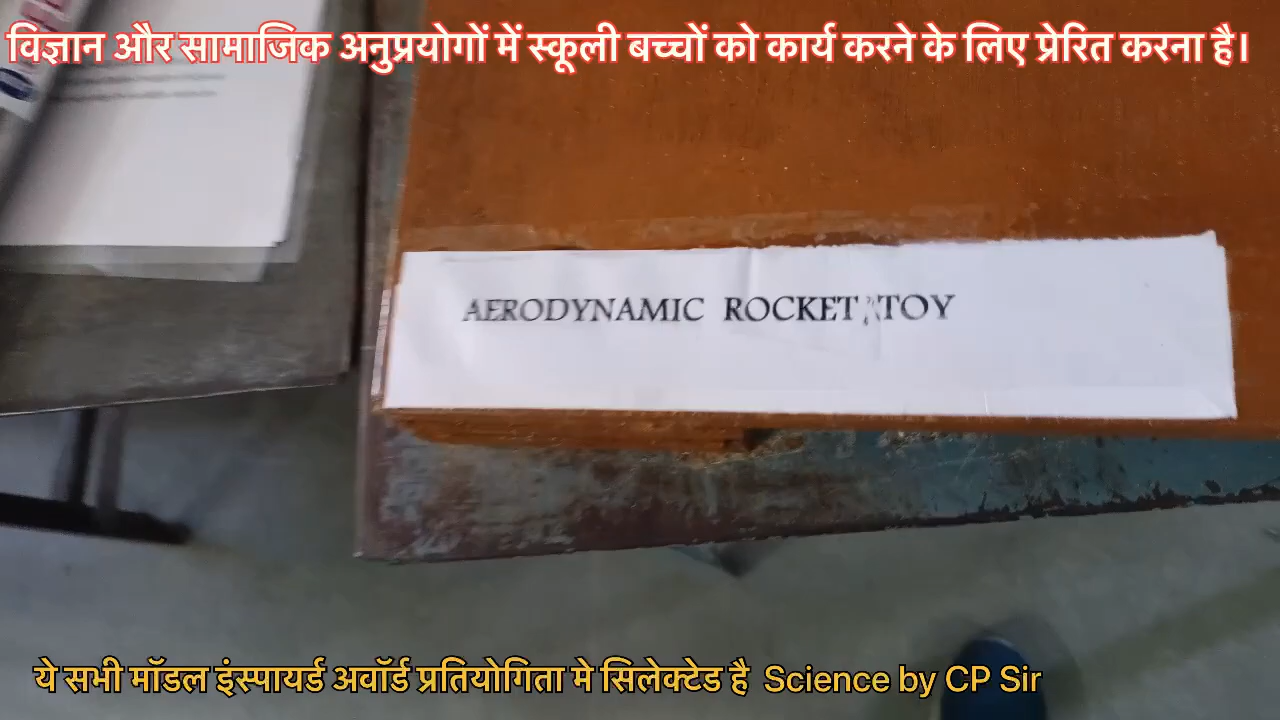 विज्ञान और सामाजिक अनुप्रयोगों में स्कूली बच्चों को कार्य करने के लिए प्रेरित करना है।
AERODYNAMIC ROCKET TOY
ये सभी मॉडल इंस्पायर्ड अवॉर्ड प्रतियोगिता मे सिलेक्टेड है Science by CP Sir